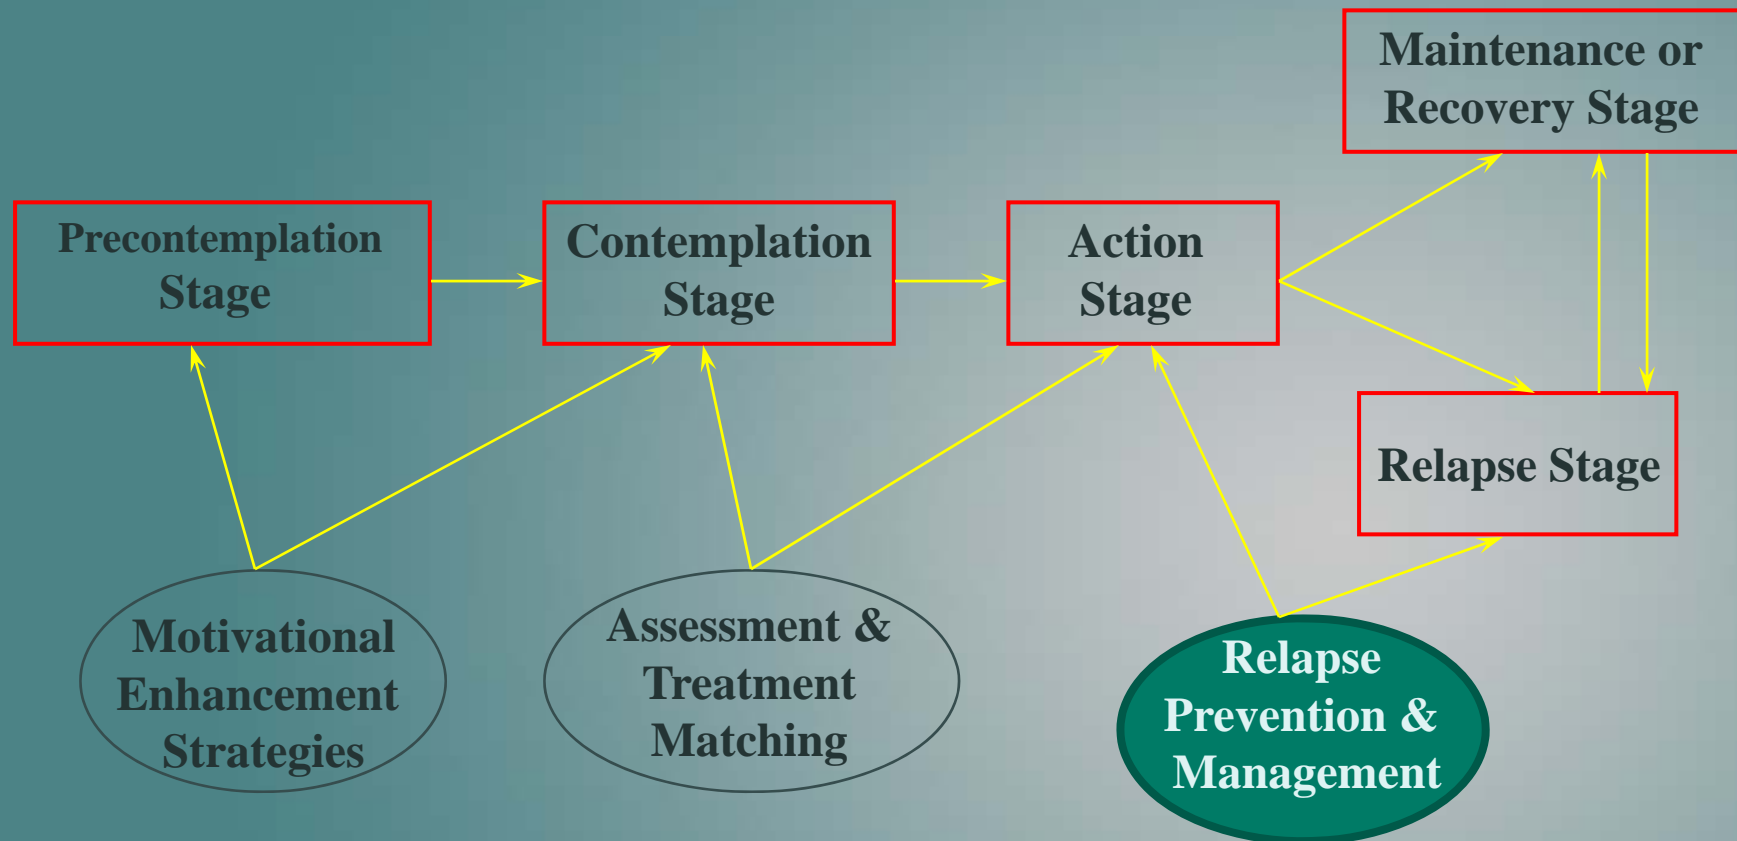 Maintenance or
Recovery Stage
Precontemplation
Stage
Contemplation
Stage
Action
Stage
Relapse Stage
Motivational
Enhancement
Strategies
Assessment &
Treatment
Matching
Relapse
Prevention &
Management